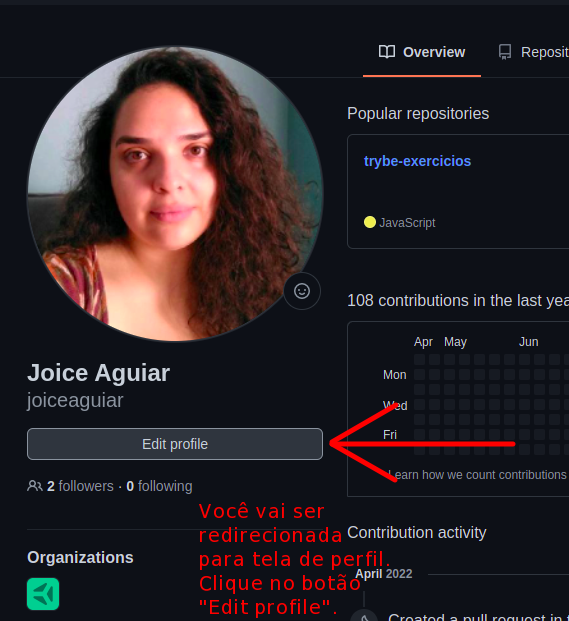 Overview
Reposit
Popular repositories
trybe-exercicios
JavaScript
108 contributions in the last yea
Apr May Jun
Mon
Wed
Fri
Learn how we count contributions
Joice Aguiar
joiceaguiar
Edit profile
2 followers · 0 following
Organizations
Você vai ser
redirecionada
para tela de perfil.
Clique no botão
"Edit profile".
Contribution activity
April 2022
Created a pull request in t